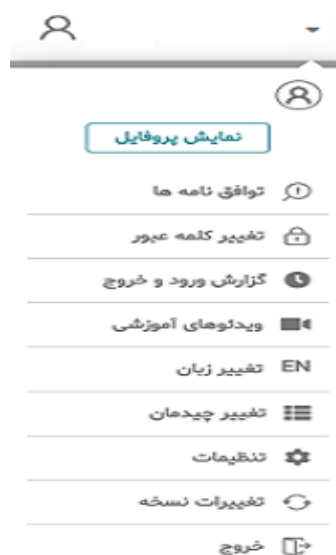 نمایش پروفایل
توافق نامه ها
تغییر کلمه عبور
گزارش ورود و خروج
ویدئوهای آموزشی
EN تغییر زبان
تغییر چیدمان
تنظیمات
تغییرات نسخه
خروج